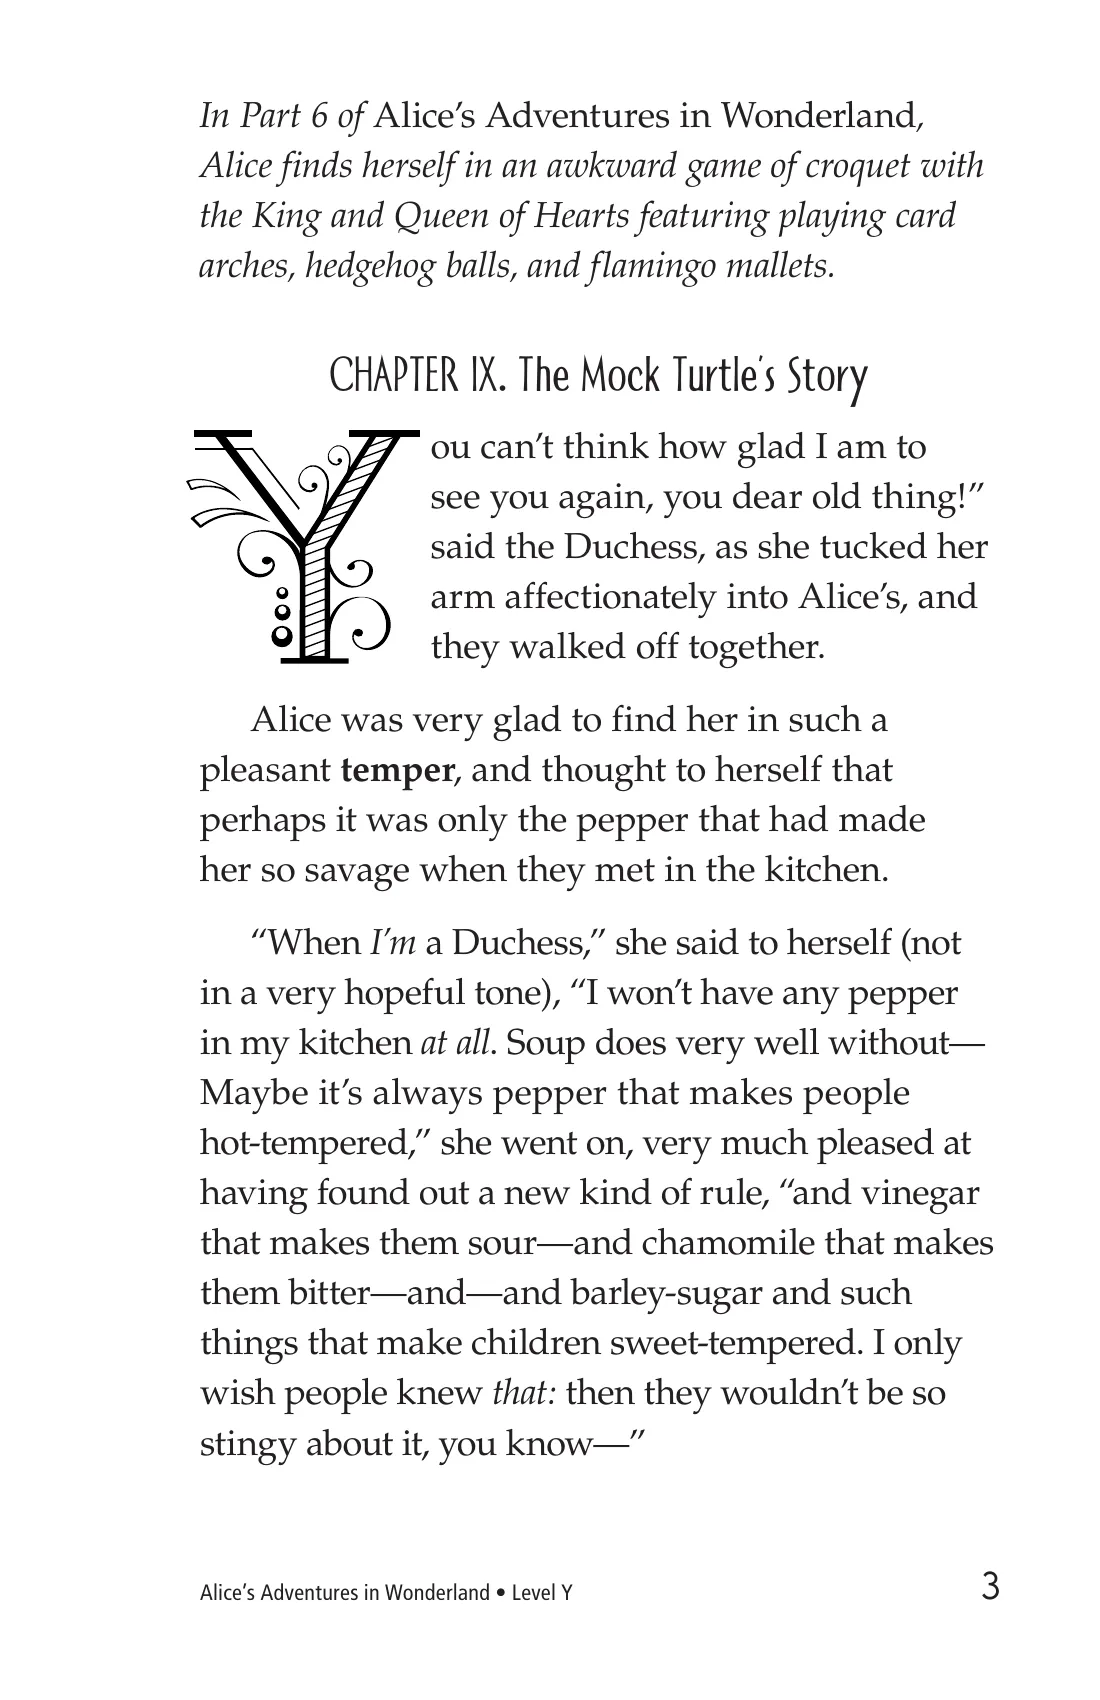 In Part 6 of Alice’s Adventures in Wonderland,
Alice finds herself in an awkward game of croquet with
the King and Queen of Hearts featuring playing card
arches, hedgehog balls, and flamingo mallets.
CHAPTER IX. The Mock Turtle’s Story
You can’t think how glad I am to
see you again, you dear old thing!”
said the Duchess, as she tucked her
arm affectionately into Alice’s, and
they walked off together.
Alice was very glad to find her in such a
pleasant temper, and thought to herself that
perhaps it was only the pepper that had made
her so savage when they met in the kitchen.
“When I’m a Duchess,” she said to herself (not
in a very hopeful tone), “I won’t have any pepper
in my kitchen at all. Soup does very well without—
Maybe it’s always pepper that makes people
hot-tempered,” she went on, very much pleased at
having found out a new kind of rule, “and vinegar
that makes them sour—and chamomile that makes
them bitter—and—and barley-sugar and such
things that make children sweet-tempered. I only
wish people knew that: then they wouldn’t be so
stingy about it, you know—”
Alice’s Adventures in Wonderland • Level Y
3